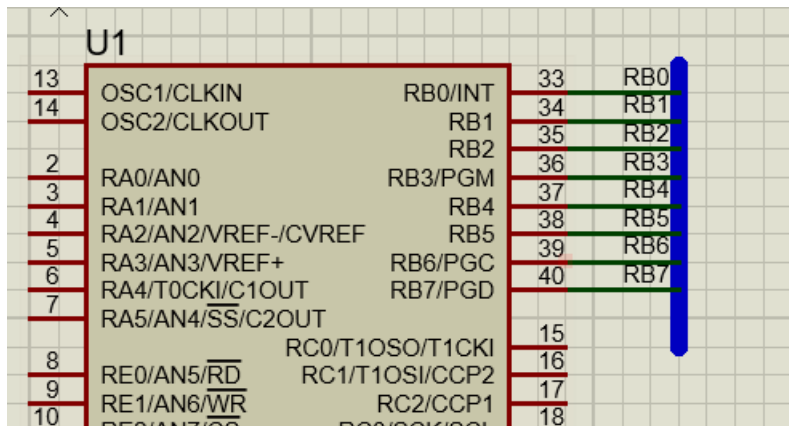 U1
13 OSC1/CLKIN RB0/INT 33 RB0
14 OSC2/CLKOUT RB1 34 RB1
RB2 35 RB2
2 RA0/AN0 RB3/PGM 36 RB3
3 RA1/AN1 RB4 37 RB4
4 RA2/AN2/VREF-/CVREF RB5 38 RB5
5 RA3/AN3/VREF+ RB6/PGC 39 RB6
6 RA4/T0CKI/C1OUT RB7/PGD 40 RB7
7 RA5/AN4/SS/C2OUT
RC0/T1OSO/T1CKI 15
8 RE0/AN5/RD RC1/T1OSI/CCP2 16
9 RE1/AN6/WR RC2/CCP1 17
10 18